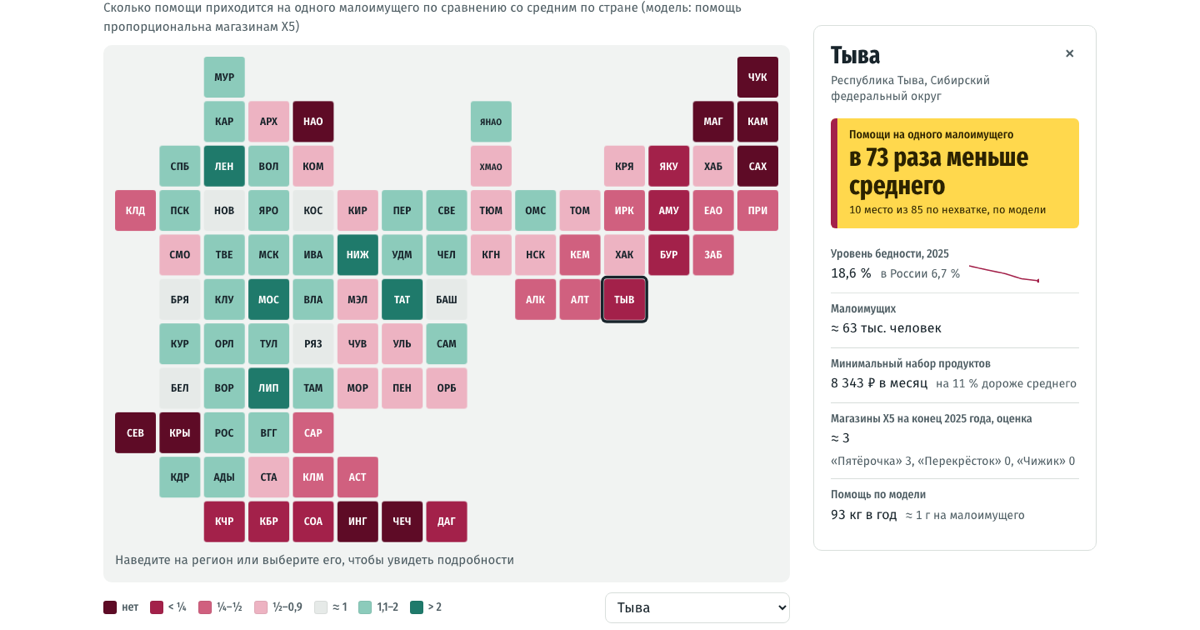 Сколько помощи приходится на одного малоимущего по сравнению со средним по стране (модель: помощь
пропорциональна магазинам X5)
МУР ЧУК
КАР АРХ НАО ЯНАО МАГ КАМ
СПБ ЛЕН ВОЛ КОМ ХМАО КРЯ ЯКУ ХАБ САХ
КЛД ПСК НОВ ЯРО КОС КИР ПЕР СВЕ ТЮМ ОМС ТОМ ИРК АМУ ЕАО ПРИ
СМО ТВЕ МСК ИВА НИЖ УДМ ЧЕЛ КГН НСК КЕМ ХАК БУР ЗАБ
БРЯ КЛУ МОС ВЛА МЭЛ ТАТ БАШ АЛК АЛТ ТЫВ
КУР ОРЛ ТУЛ РЯЗ ЧУВ УЛЬ САМ
БЕЛ ВОР ЛИП ТАМ МОР ПЕН ОРБ
СЕВ КРЫ РОС ВГГ САР
КДР АДЫ СТА КЛМ АСТ
КЧР КБР СОА ИНГ ЧЕЧ ДАГ
Наведите на регион или выберите его, чтобы увидеть подробности
нет < ¼ ¼–½ ½–0,9 ≈ 1 1,1–2 > 2
Тыва
Тыва ×
Республика Тыва, Сибирский
федеральный округ
Помощи на одного малоимущего
в 73 раза меньше
среднего
10 место из 85 по нехватке, по модели
Уровень бедности, 2025
18,6 % в России 6,7 %
Малоимущих
≈ 63 тыс. человек
Минимальный набор продуктов
8 343 ₽ в месяц на 11 % дороже среднего
Магазины X5 на конец 2025 года, оценка
≈ 3
«Пятёрочка» 3, «Перекрёсток» 0, «Чижик» 0
Помощь по модели
93 кг в год ≈ 1 г на малоимущего